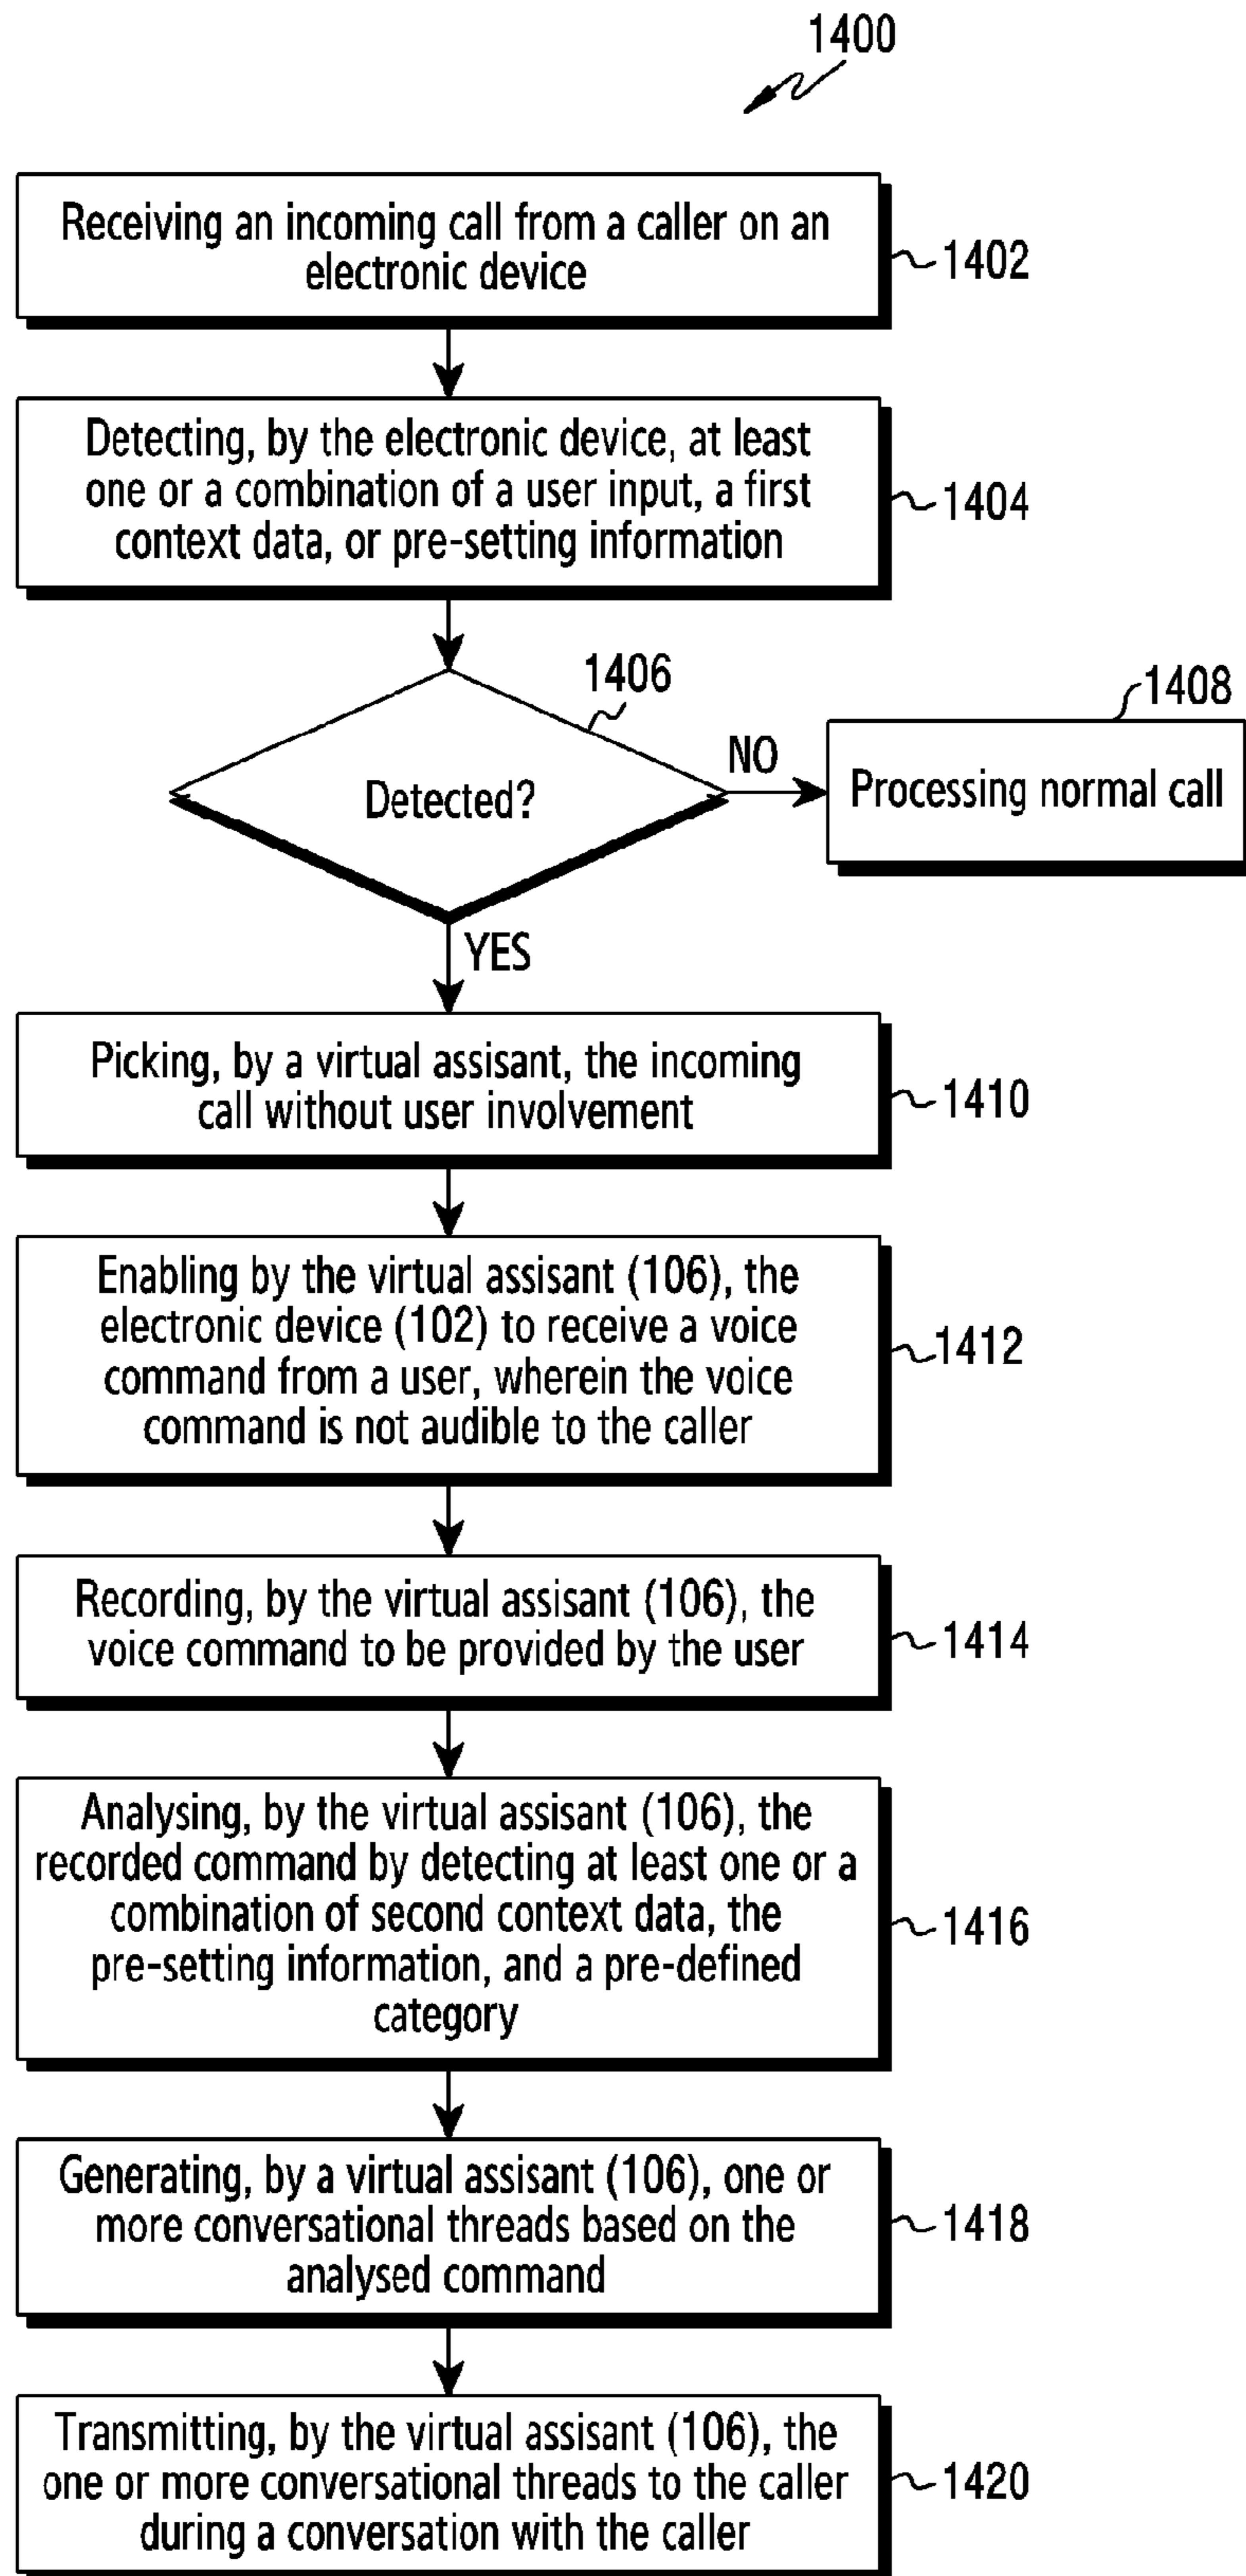 1400
Receiving an incoming call from a caller on an
electronic device
1402
Detecting, by the electronic device, at least
one or a combination of a user input, a first
context data, or pre-setting information
1404
1406
Detected?
NO
1408
Processing normal call
YES
Picking, by a virtual assisant, the incoming
call without user involvement
1410
Enabling by the virtual assisant (106), the
electronic device (102) to receive a voice
command from a user, wherein the voice
command is not audible to the caller
1412
Recording, by the virtual assisant (106), the
voice command to be provided by the user
1414
Analysing, by the virtual assisant (106), the
recorded command by detecting at least one or a
combination of second context data, the
pre-setting information, and a pre-defined
category
1416
Generating, by a virtual assisant (106), one or
more conversational threads based on the
analysed command
1418
Transmitting, by the virtual assisant (106), the
one or more conversational threads to the caller
during a conversation with the caller
1420